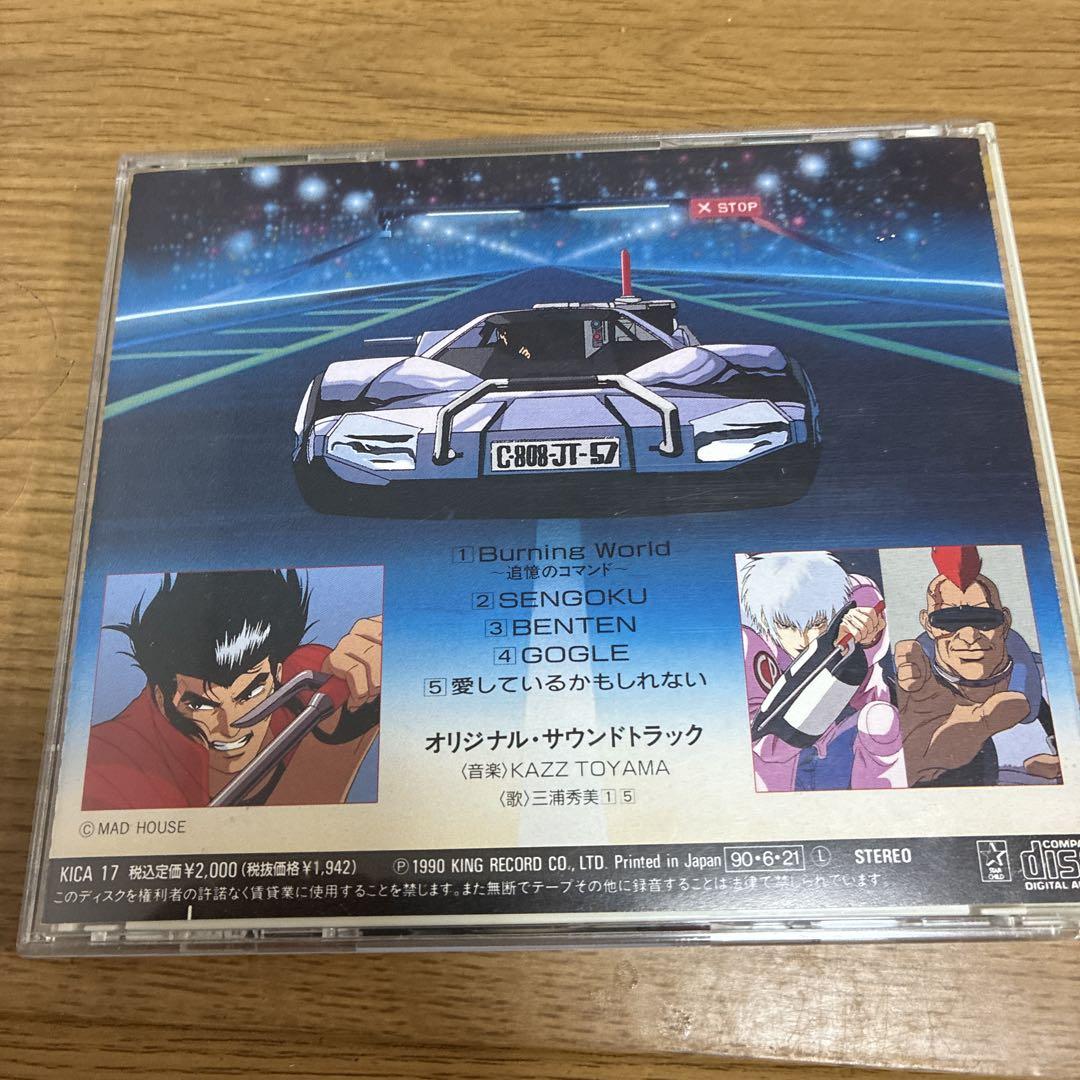 × STOP
C-808-JT-57
1 Burning World
〜追憶のコマンド〜
2 SENGOKU
3 BENTEN
4 GOGLE
5 愛しているかもしれない
オリジナル・サウンドトラック
〈音楽〉KAZZ TOYAMA
〈歌〉三浦秀美 1 5
© MAD HOUSE
KICA 17 税込定価¥2,000(税抜価格¥1,942) Ⓟ 1990 KING RECORD CO., LTD. Printed in Japan 90・6・21 Ⓛ STEREO
このディスクを権利者の許諾なく賃貸業に使用することを禁じます。また無断でテープその他に録音することは法律で禁じられています。
STAR CHILD
COMPA
disc
DIGITAL A